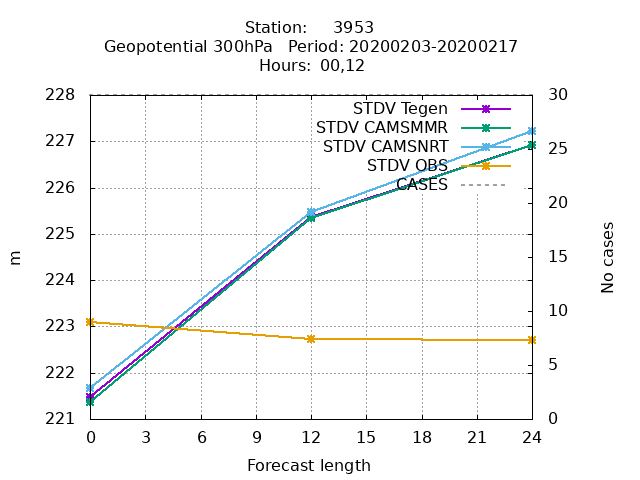 Station: 3953
Geopotential 300hPa Period: 20200203-20200217
Hours: 00,12
STDV Tegen
STDV CAMSMMR
STDV CAMSNRT
STDV OBS
CASES
m
228
227
226
225
224
223
222
221
No cases
30
25
20
15
10
5
0
0 3 6 9 12 15 18 21 24
Forecast length